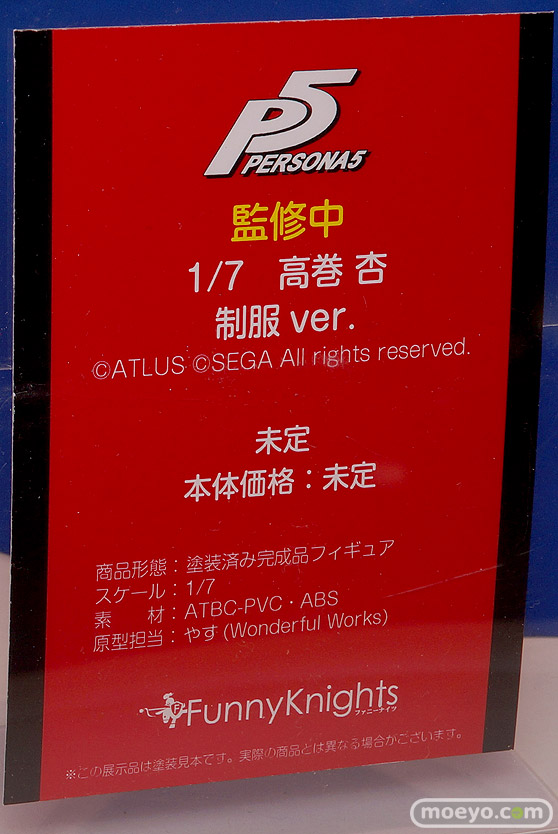 P5
PERSONA5
監修中
1/7　高巻 杏
制服 ver.
©ATLUS ©SEGA All rights reserved.
未定
本体価格：未定
商品形態：塗装済み完成品フィギュア
スケール：1/7
素　　材：ATBC-PVC・ABS
原型担当：やす (Wonderful Works)
F FunnyKnights
ファニーナイツ
※この展示品は塗装見本です。実際の商品とは異なる場合がございます。
moeyo.com